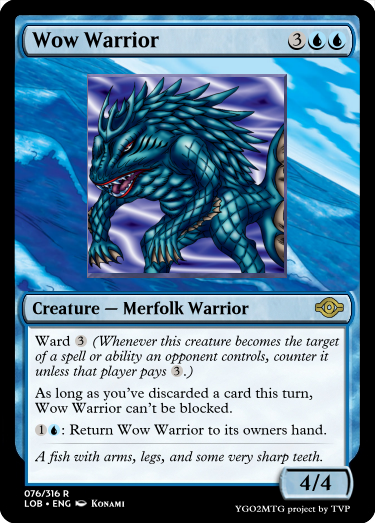 Wow Warrior 3
Creature — Merfolk Warrior
Ward 3 (Whenever this creature becomes the target
of a spell or ability an opponent controls, counter it
unless that player pays 3.)
As long as you've discarded a card this turn,
Wow Warrior can't be blocked.
1: Return Wow Warrior to its owners hand.
A fish with arms, legs, and some very sharp teeth.
4/4
076/316 R
LOB • ENG Konami
YGO2MTG project by TVP